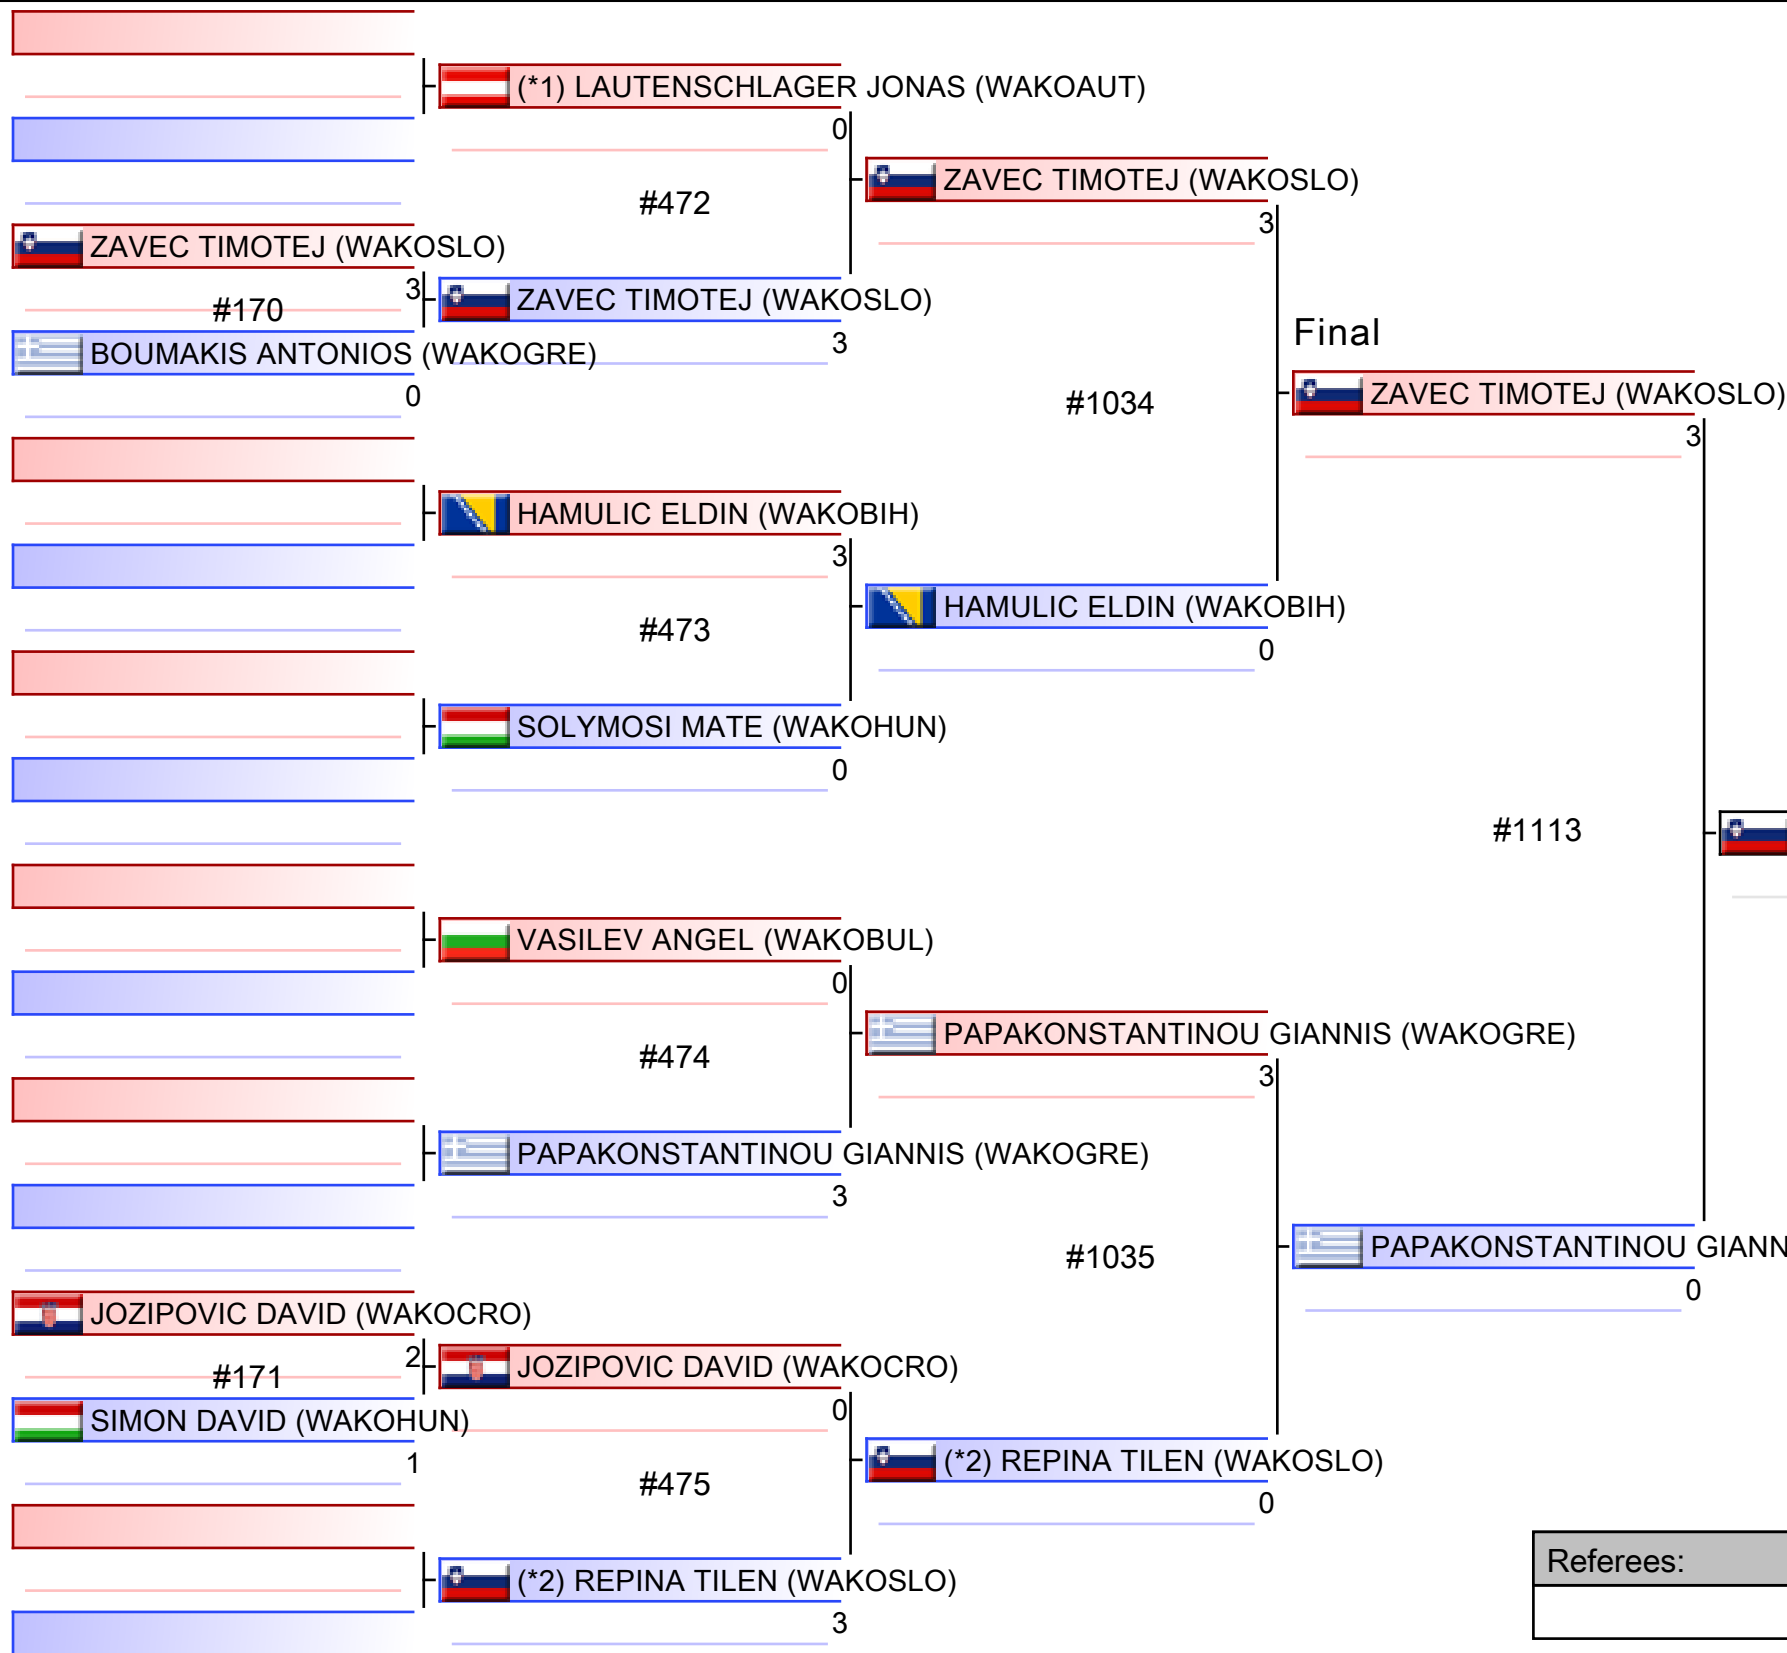 (*1) LAUTENSCHLAGER JONAS (WAKOAUT)
0
ZAVEC TIMOTEJ (WAKOSLO)
3
#472
ZAVEC TIMOTEJ (WAKOSLO)
3
#170
ZAVEC TIMOTEJ (WAKOSLO)
3
BOUMAKIS ANTONIOS (WAKOGRE)
0
Final
ZAVEC TIMOTEJ (WAKOSLO)
3
#1034
HAMULIC ELDIN (WAKOBIH)
3
HAMULIC ELDIN (WAKOBIH)
0
#473
SOLYMOSI MATE (WAKOHUN)
0
#1113
VASILEV ANGEL (WAKOBUL)
0
PAPAKONSTANTINOU GIANNIS (WAKOGRE)
3
#474
PAPAKONSTANTINOU GIANNIS (WAKOGRE)
3
#1035
PAPAKONSTANTINOU GIANN
0
JOZIPOVIC DAVID (WAKOCRO)
2
#171
JOZIPOVIC DAVID (WAKOCRO)
0
SIMON DAVID (WAKOHUN)
1
(*2) REPINA TILEN (WAKOSLO)
0
#475
(*2) REPINA TILEN (WAKOSLO)
3
Referees: